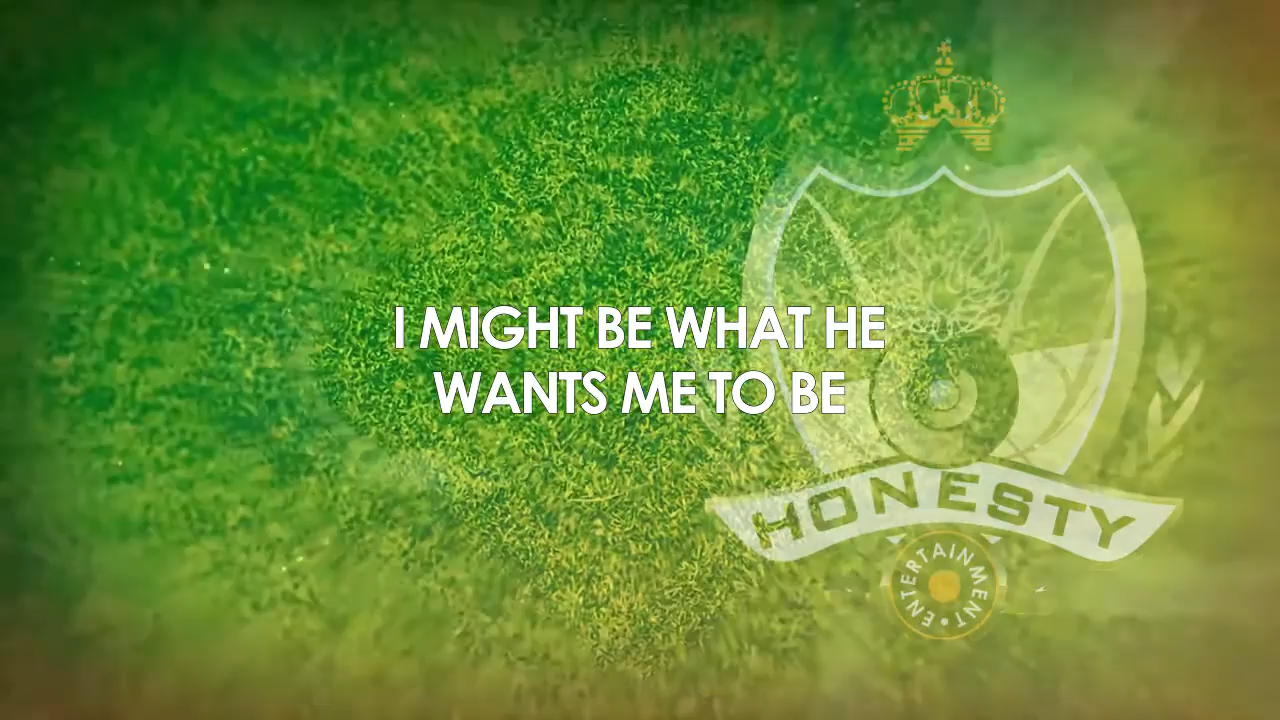 I MIGHT BE WHAT HE
WANTS ME TO BE
HONESTY
ENTERTAINMENT